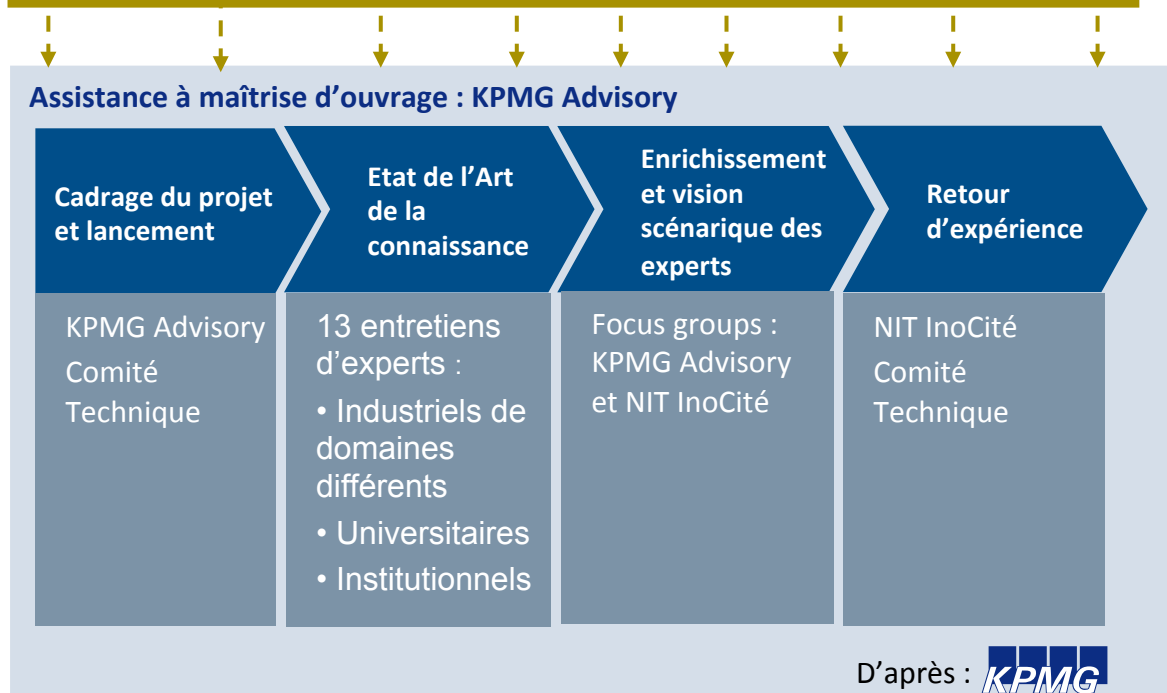 Assistance à maîtrise d’ouvrage : KPMG Advisory
Cadrage du projet
et lancement
Etat de l’Art
de la
connaissance
Enrichissement
et vision
scénarique des
experts
Retour
d’expérience
KPMG Advisory
Comité
Technique
13 entretiens
d’experts :
• Industriels de
domaines
différents
• Universitaires
• Institutionnels
Focus groups :
KPMG Advisory
et NIT InoCité
NIT InoCité
Comité
Technique
D’après :
KPMG